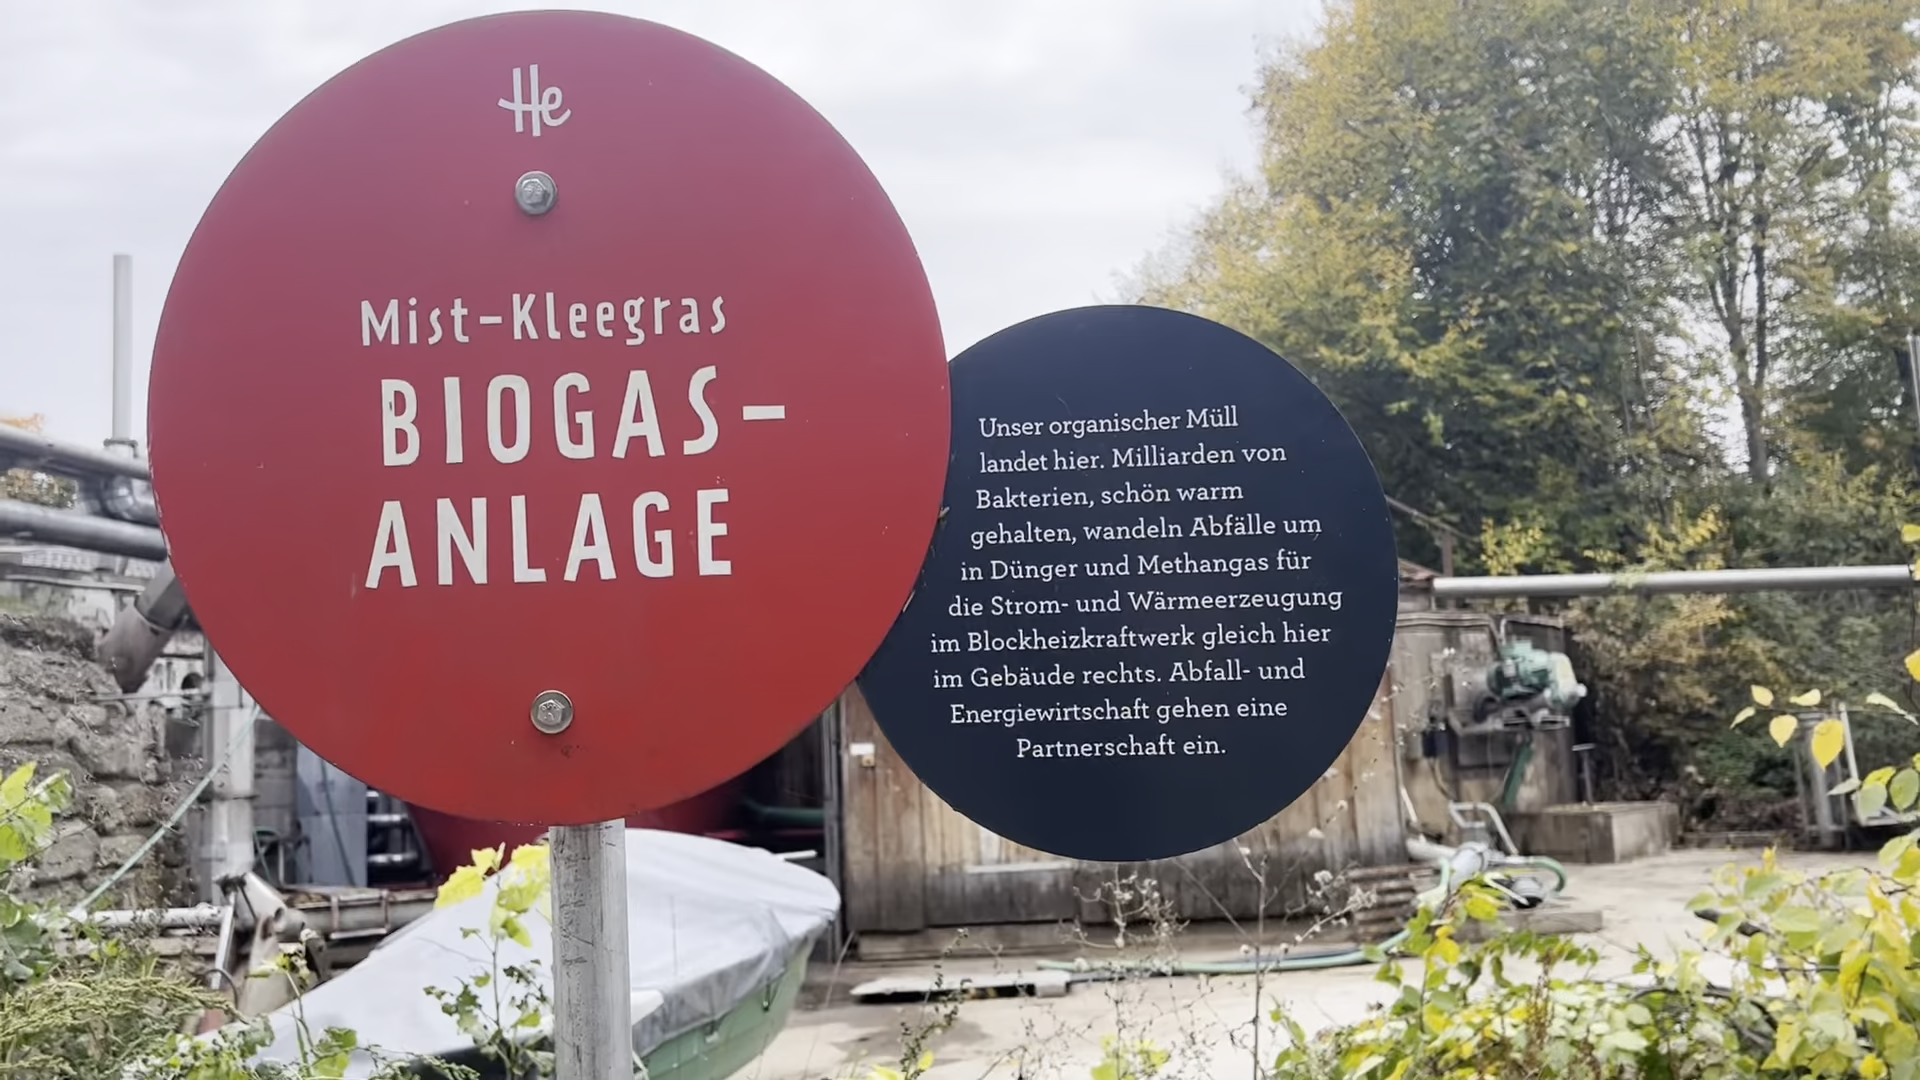 He
Mist-Kleegras
BIOGAS-
ANLAGE
Unser organischer Müll
landet hier. Milliarden von
Bakterien, schön warm
gehalten, wandeln Abfälle um
in Dünger und Methangas für
die Strom- und Wärmeerzeugung
im Blockheizkraftwerk gleich hier
im Gebäude rechts. Abfall- und
Energiewirtschaft gehen eine
Partnerschaft ein.